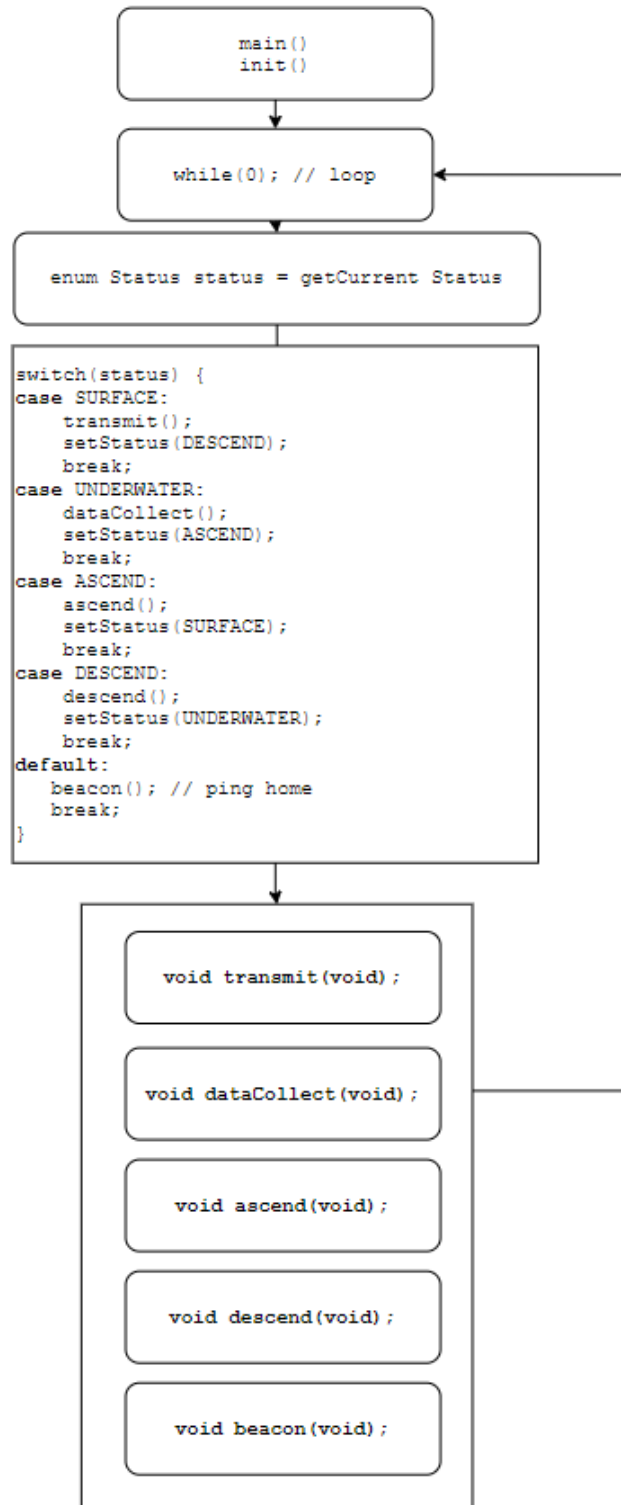 main()
init()
while(0); // loop
enum Status status = getCurrent Status
switch(status) {
case SURFACE:
    transmit();
    setStatus(DESCEND);
    break;
case UNDERWATER:
    dataCollect();
    setStatus(ASCEND);
    break;
case ASCEND:
    ascend();
    setStatus(SURFACE);
    break;
case DESCEND:
    descend();
    setStatus(UNDERWATER);
    break;
default:
   beacon(); // ping home
   break;
}
void transmit(void);
void dataCollect(void);
void ascend(void);
void descend(void);
void beacon(void);